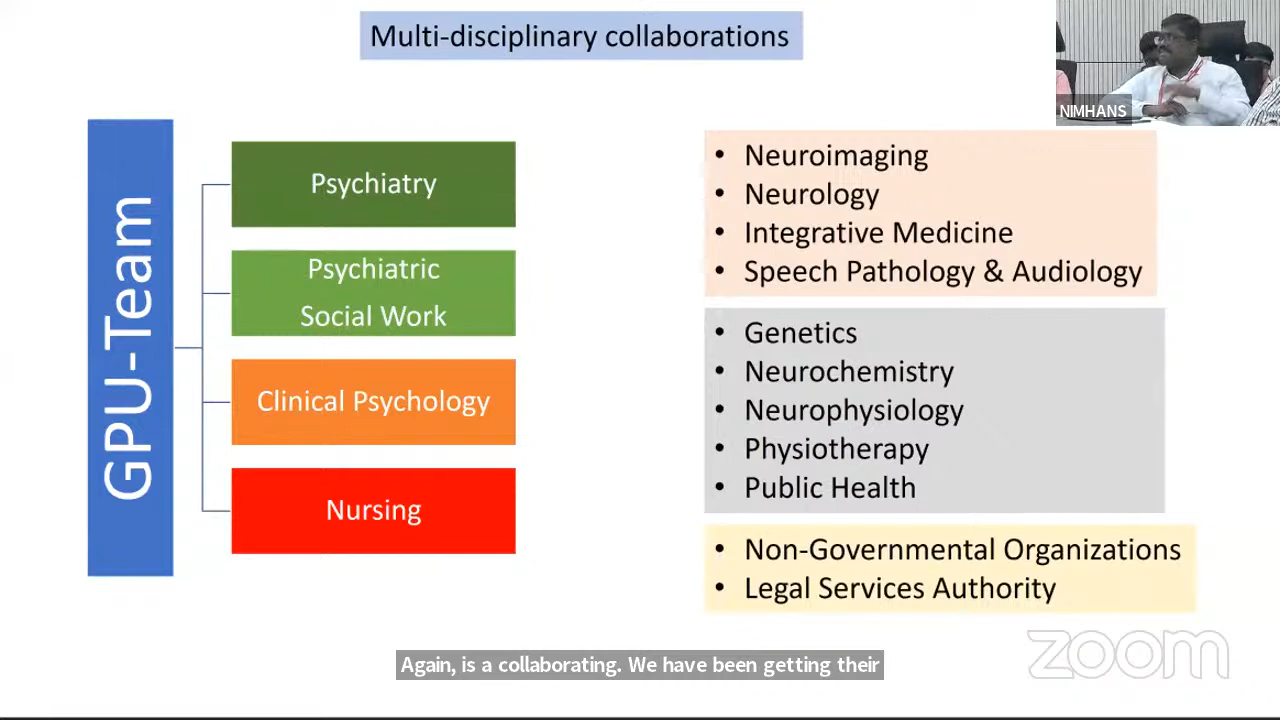 Multi-disciplinary collaborations
NIMHANS
GPU-Team
Psychiatry
Psychiatric
Social Work
Clinical Psychology
Nursing
• Neuroimaging
• Neurology
• Integrative Medicine
• Speech Pathology & Audiology
• Genetics
• Neurochemistry
• Neurophysiology
• Physiotherapy
• Public Health
• Non-Governmental Organizations
• Legal Services Authority
zoom
Again, is a collaborating. We have been getting their